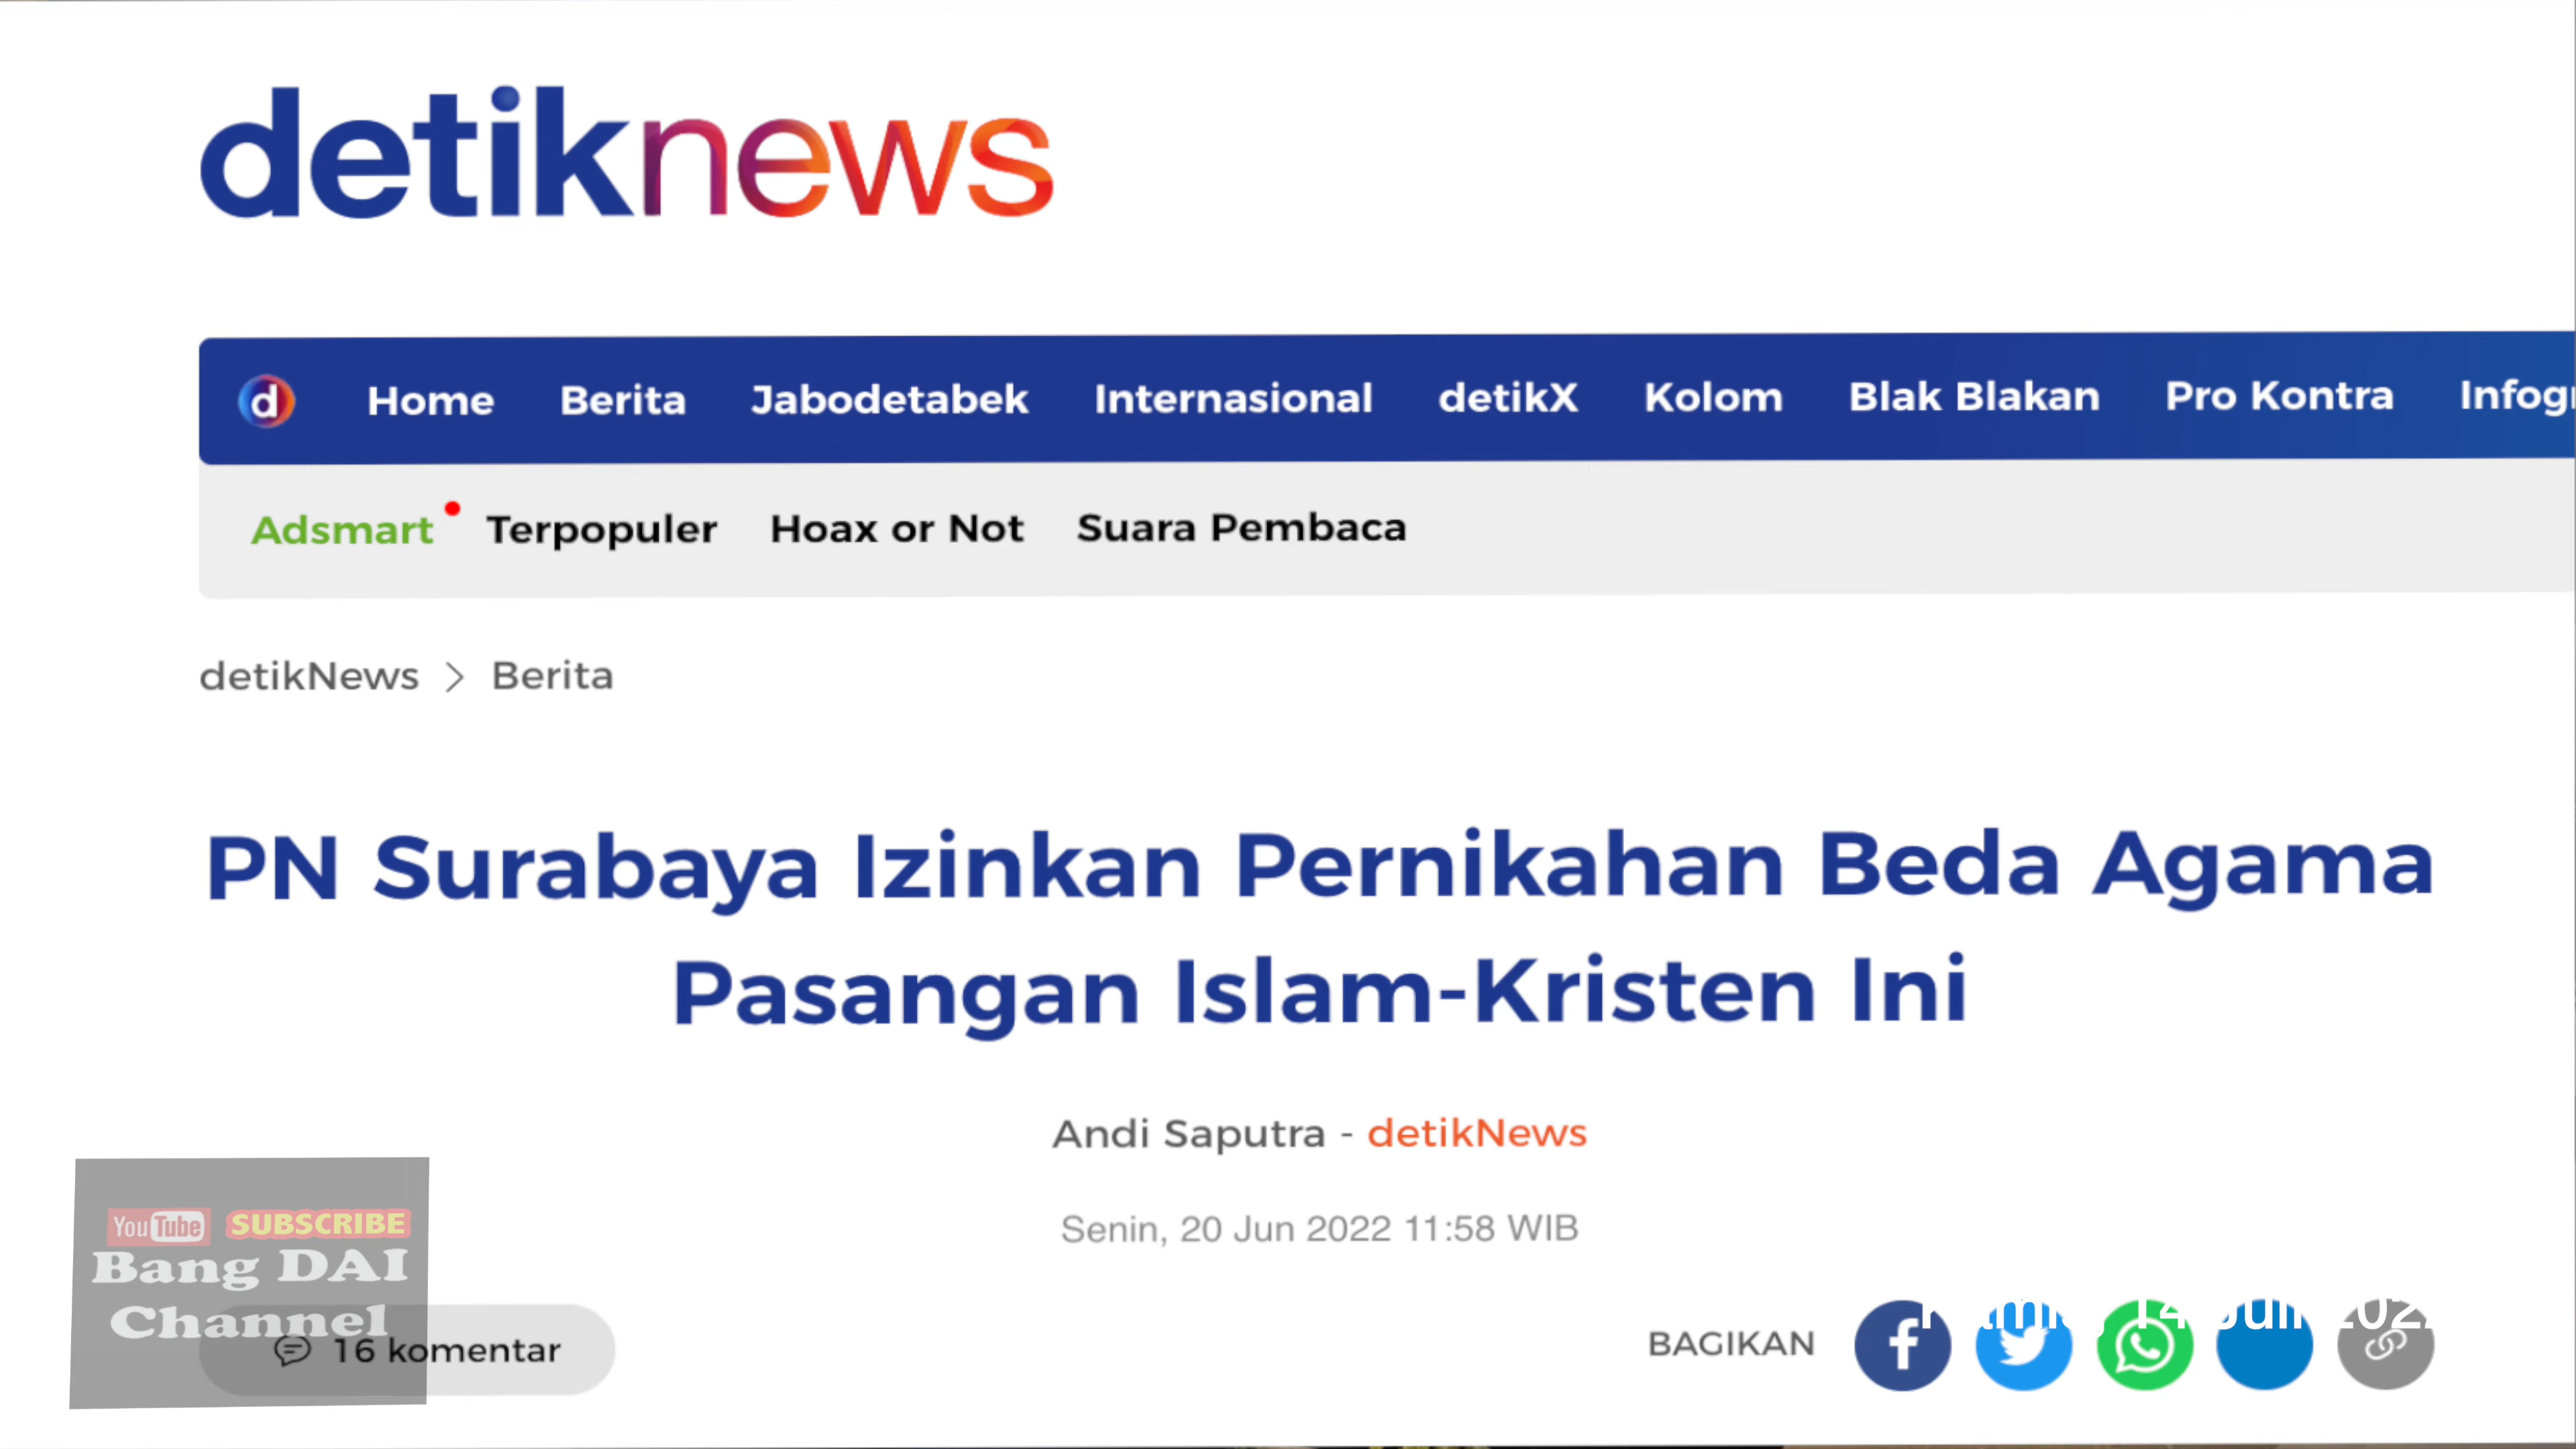 detiknews
d Home Berita Jabodetabek Internasional detikX Kolom Blak Blakan Pro Kontra Infogr
Adsmart Terpopuler Hoax or Not Suara Pembaca
detikNews > Berita
PN Surabaya Izinkan Pernikahan Beda Agama
Pasangan Islam-Kristen Ini
Andi Saputra - detikNews
Senin, 20 Jun 2022 11:58 WIB
YouTube SUBSCRIBE
Bang DAI
Channel
16 komentar
BAGIKAN